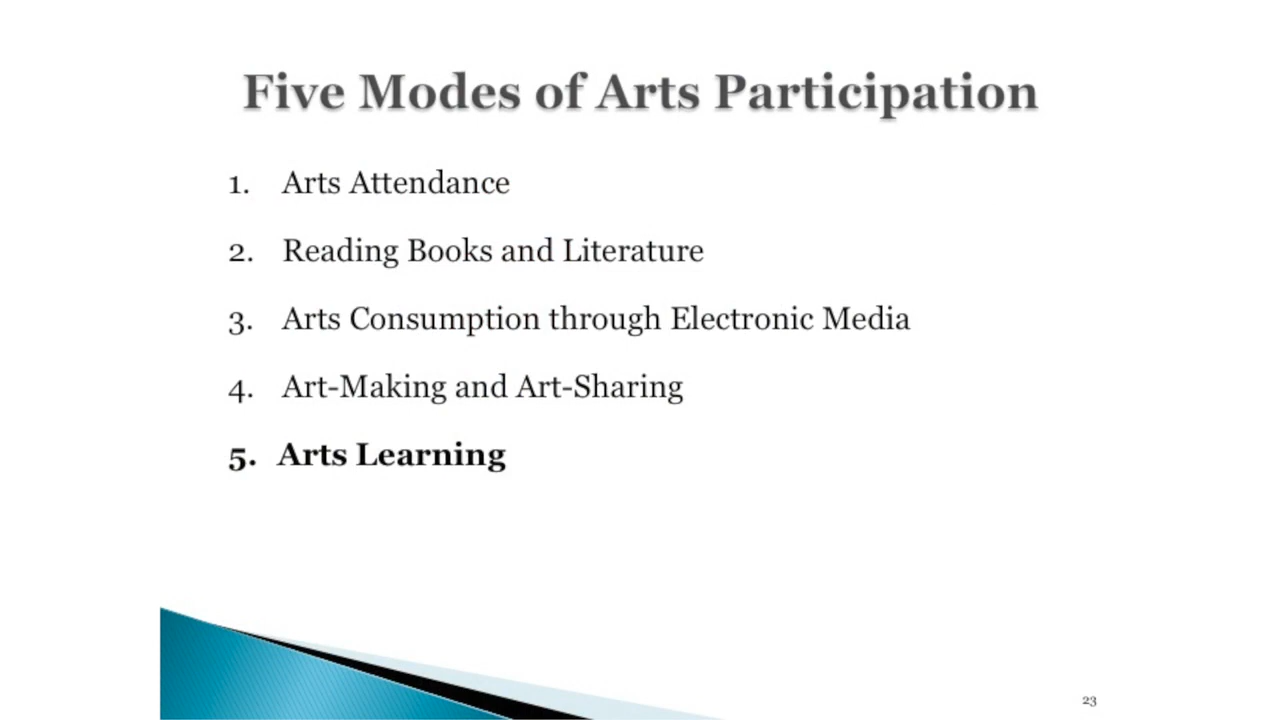 Five Modes of Arts Participation
1. Arts Attendance
2. Reading Books and Literature
3. Arts Consumption through Electronic Media
4. Art-Making and Art-Sharing
5. Arts Learning
23